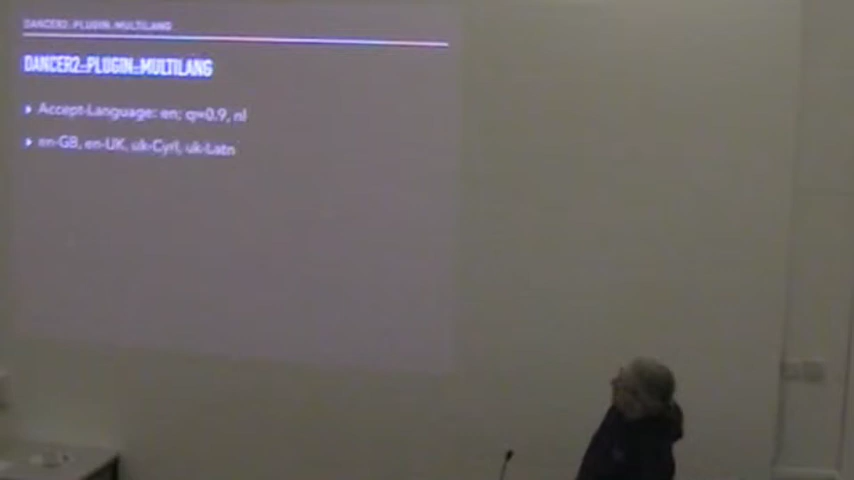 DANCER2::PLUGIN::MULTILANG
DANCER2::PLUGIN::MULTILANG
Accept-Language: en; q=0.9, nl
en-GB, en-UK, uk-Cyrl, uk-Latn